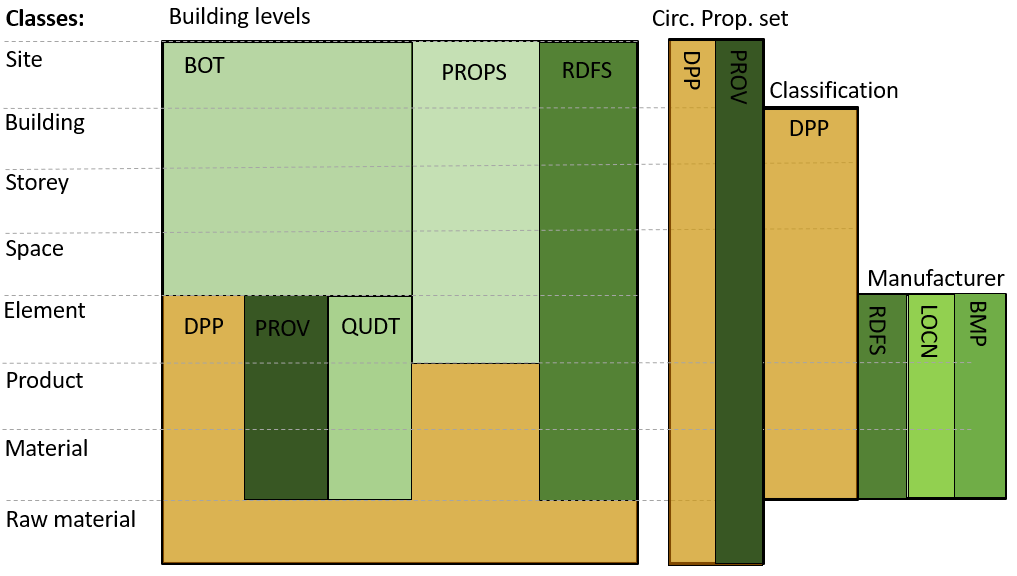 Classes:
Building levels
Circ. Prop. set
Site
BOT
PROPS
RDFS
DPP
PROV
Classification
Building
DPP
Storey
Space
Manufacturer
Element
DPP
PROV
QUDT
RDFS
LOCN
BMP
Product
Material
Raw material